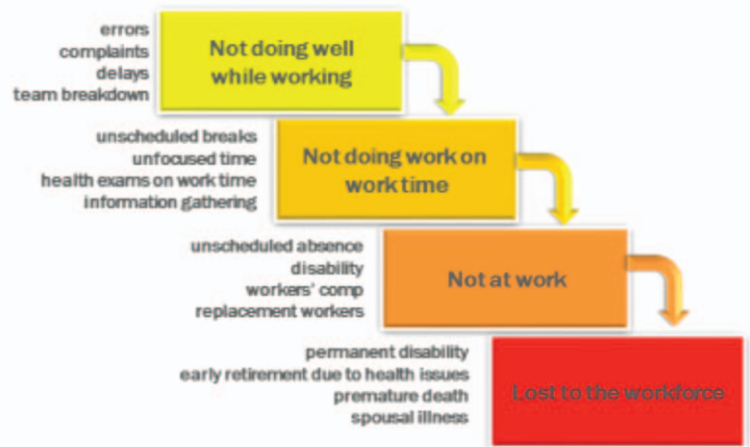 errors
complaints
delays
team breakdown
Not doing well
while working
unscheduled breaks
unfocused time
health exams on work time
information gathering
Not doing work on
work time
unscheduled absence
disability
workers' comp
replacement workers
Not at work
permanent disability
early retirement due to health issues
premature death
spousal illness
Lost to the workforce